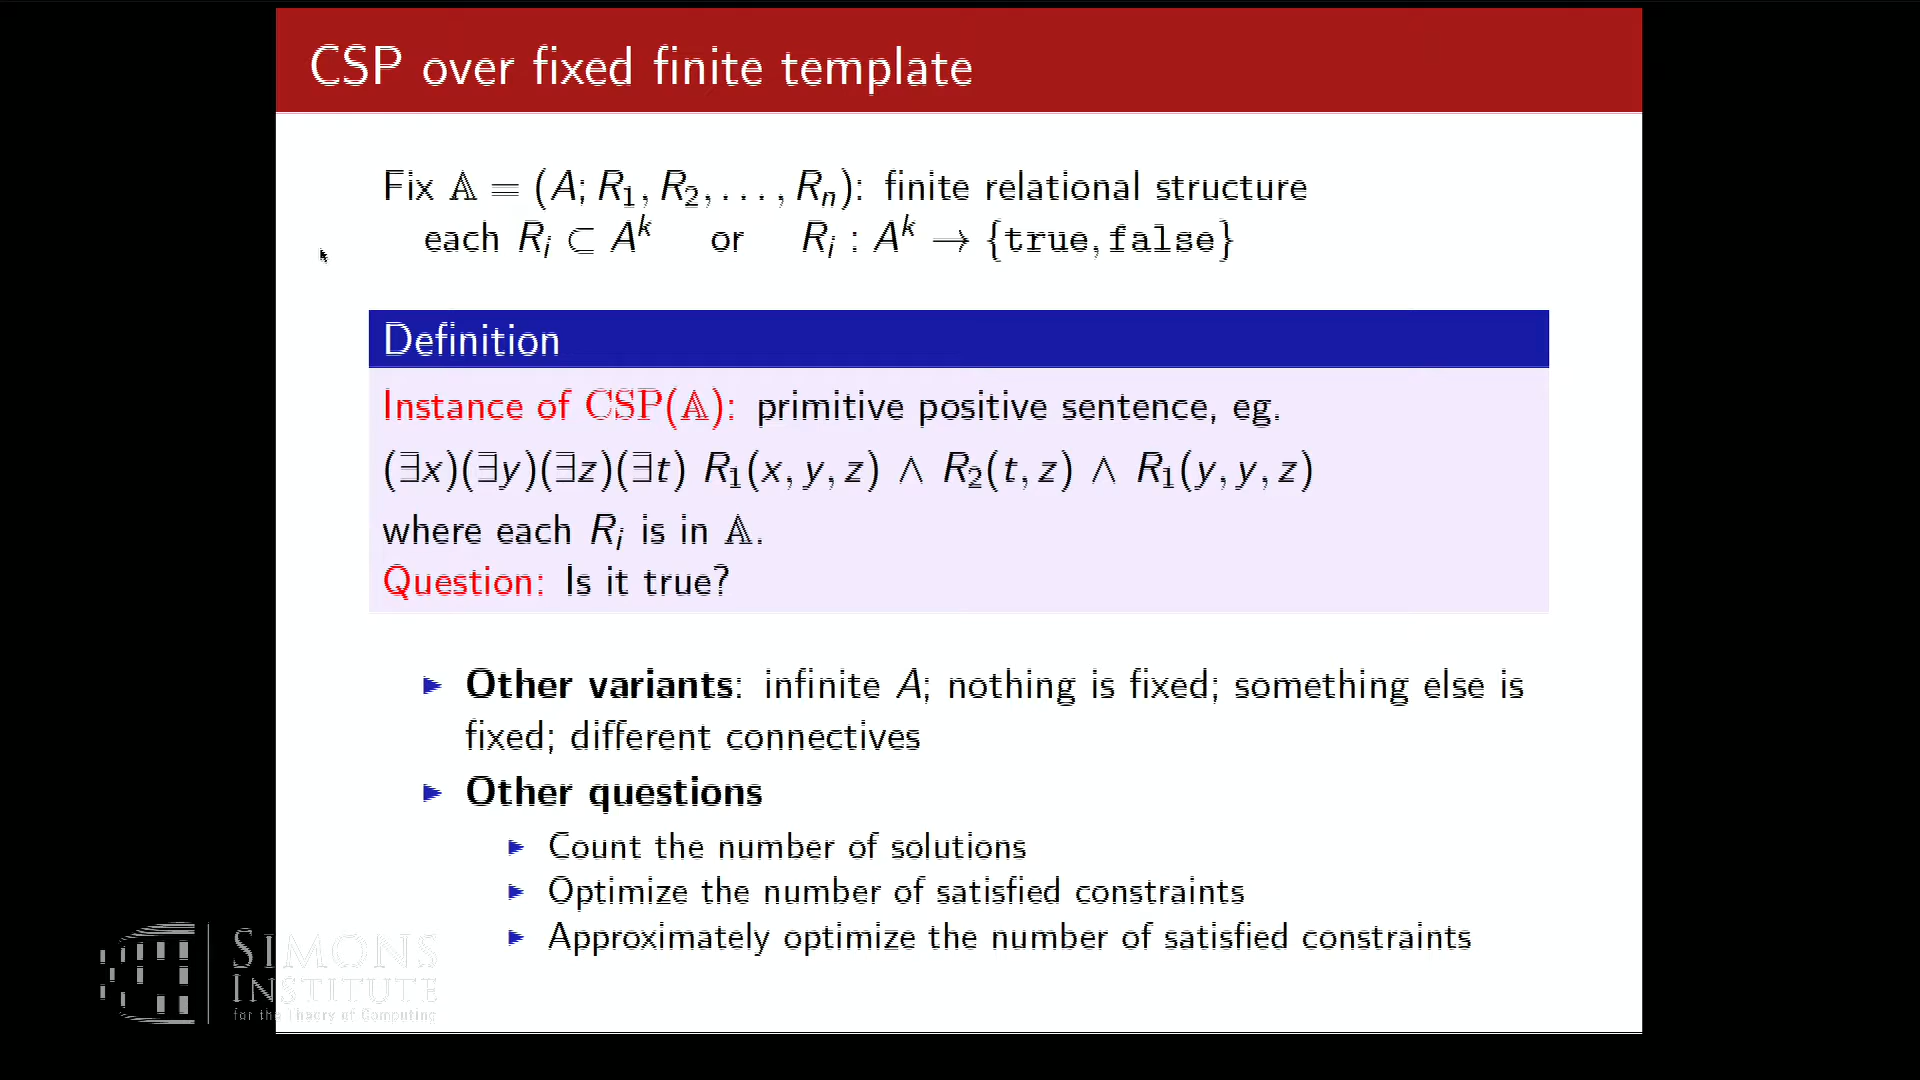 CSP over fixed finite template
Fix 𝔸 = (A; R₁, R₂, . . . , Rₙ): finite relational structure
each Rᵢ ⊂ Aᵏ or Rᵢ : Aᵏ → {true, false}
Definition
Instance of CSP(𝔸): primitive positive sentence, eg.
(∃x)(∃y)(∃z)(∃t) R₁(x, y, z) ∧ R₂(t, z) ∧ R₁(y, y, z)
where each Rᵢ is in 𝔸.
Question: Is it true?
▶ Other variants: infinite A; nothing is fixed; something else is
fixed; different connectives
▶ Other questions
▶ Count the number of solutions
▶ Optimize the number of satisfied constraints
▶ Approximately optimize the number of satisfied constraints
SIMONS
INSTITUTE
for the Theory of Computing